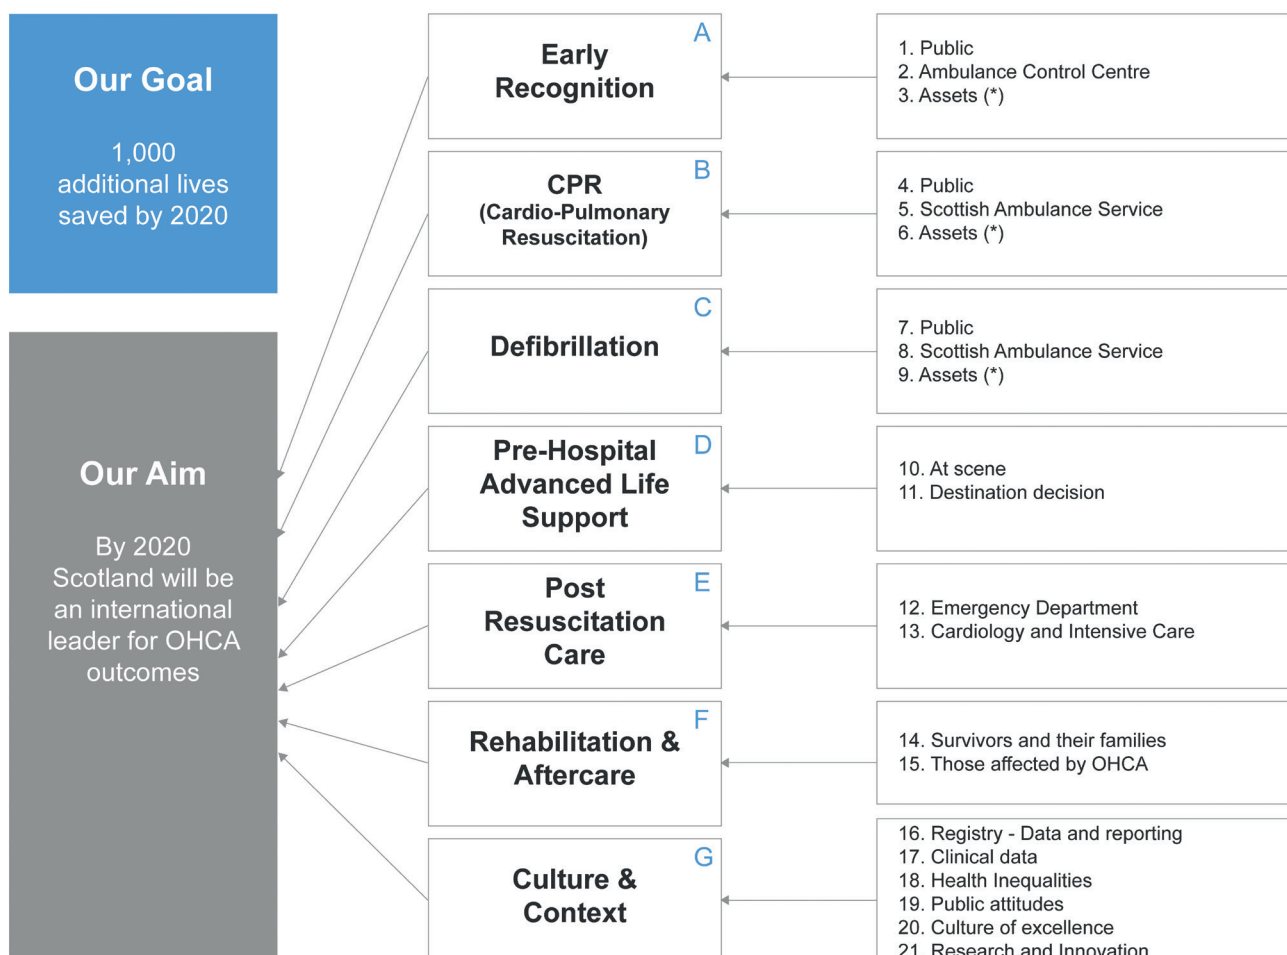 Our Goal
1,000
additional lives
saved by 2020
Our Aim
By 2020
Scotland will be
an international
leader for OHCA
outcomes
A
Early
Recognition
1. Public
2. Ambulance Control Centre
3. Assets (*)
B
CPR
(Cardio-Pulmonary
Resuscitation)
4. Public
5. Scottish Ambulance Service
6. Assets (*)
C
Defibrillation
7. Public
8. Scottish Ambulance Service
9. Assets (*)
D
Pre-Hospital
Advanced Life
Support
10. At scene
11. Destination decision
E
Post
Resuscitation
Care
12. Emergency Department
13. Cardiology and Intensive Care
F
Rehabilitation &
Aftercare
14. Survivors and their families
15. Those affected by OHCA
G
Culture &
Context
16. Registry - Data and reporting
17. Clinical data
18. Health Inequalities
19. Public attitudes
20. Culture of excellence
21. Research and Innovation